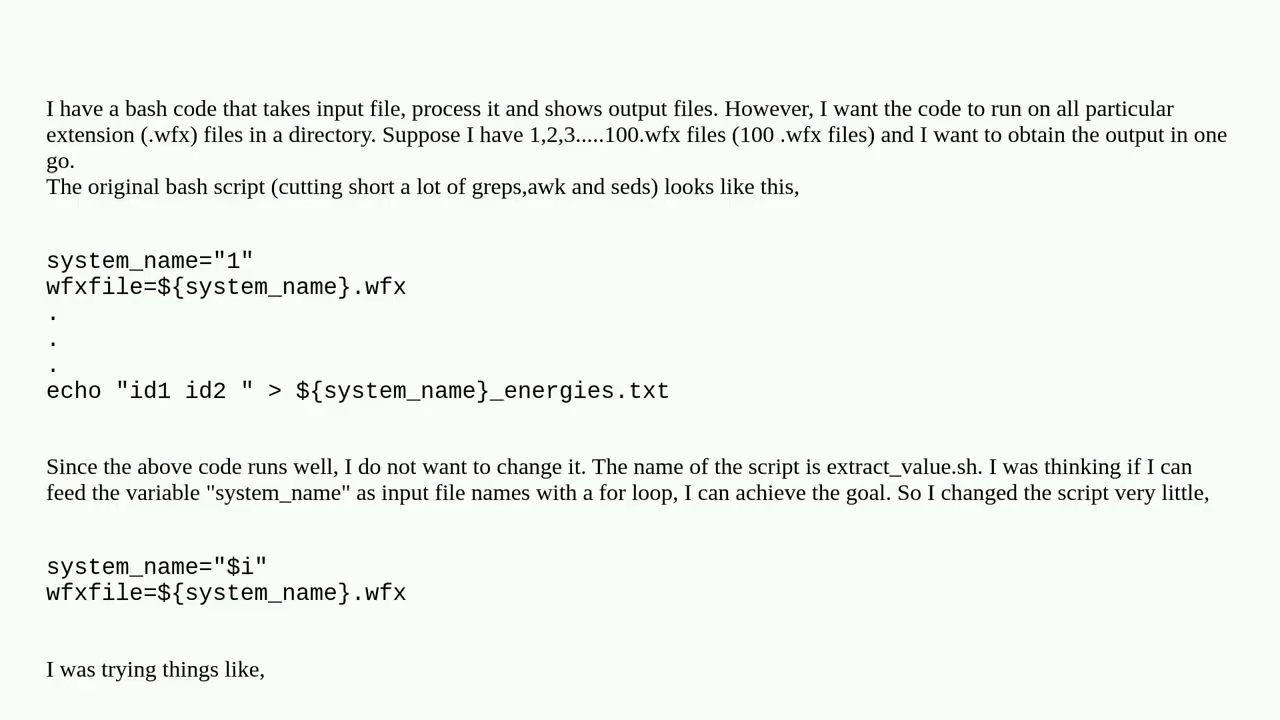 I have a bash code that takes input file, process it and shows output files. However, I want the code to run on all particular
extension (.wfx) files in a directory. Suppose I have 1,2,3.....100.wfx files (100 .wfx files) and I want to obtain the output in one
go.
The original bash script (cutting short a lot of greps,awk and seds) looks like this,
system_name="1"
wfxfile=${system_name}.wfx
.
.
.
echo "id1 id2 " > ${system_name}_energies.txt
Since the above code runs well, I do not want to change it. The name of the script is extract_value.sh. I was thinking if I can
feed the variable "system_name" as input file names with a for loop, I can achieve the goal. So I changed the script very little,
system_name="$i"
wfxfile=${system_name}.wfx
I was trying things like,